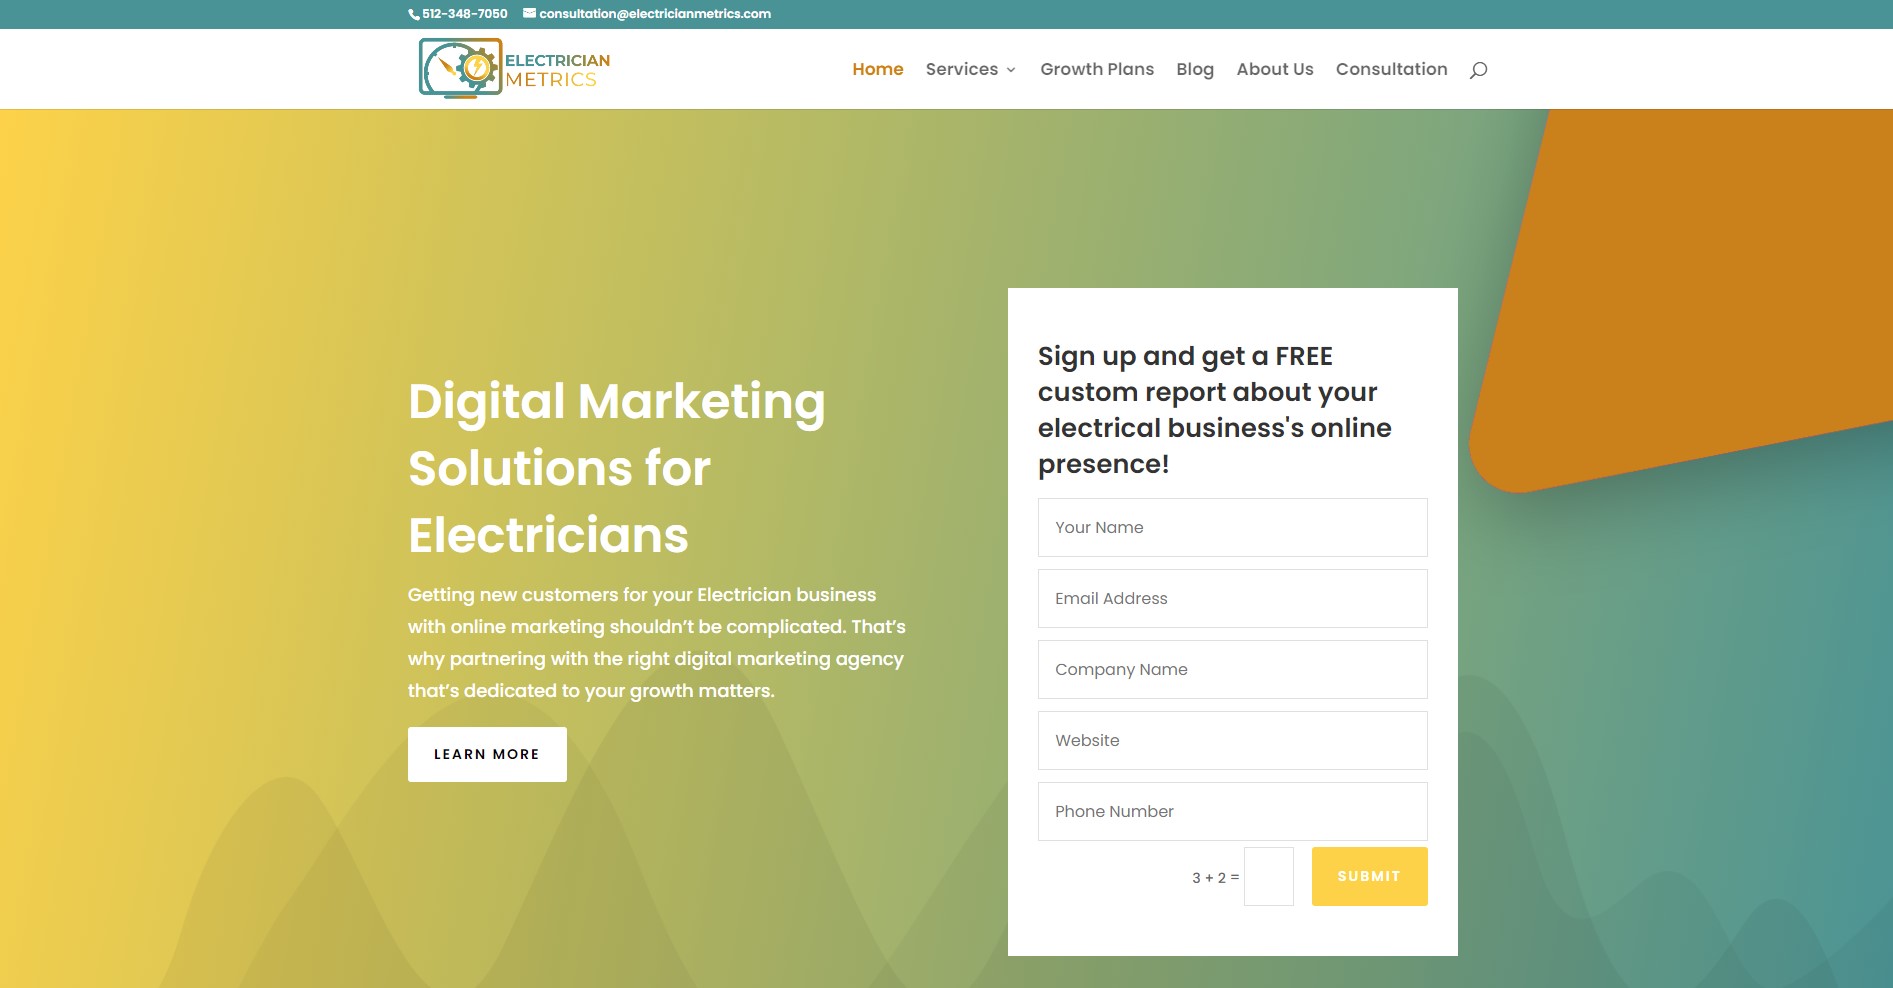 512-348-7050 consultation@electricianmetrics.com
ELECTRICIAN
METRICS
Home Services Growth Plans Blog About Us Consultation
Digital Marketing
Solutions for
Electricians
Getting new customers for your Electrician business
with online marketing shouldn’t be complicated. That’s
why partnering with the right digital marketing agency
that’s dedicated to your growth matters.
LEARN MORE
Sign up and get a FREE
custom report about your
electrical business's online
presence!
Your Name
Email Address
Company Name
Website
Phone Number
3 + 2 =
SUBMIT